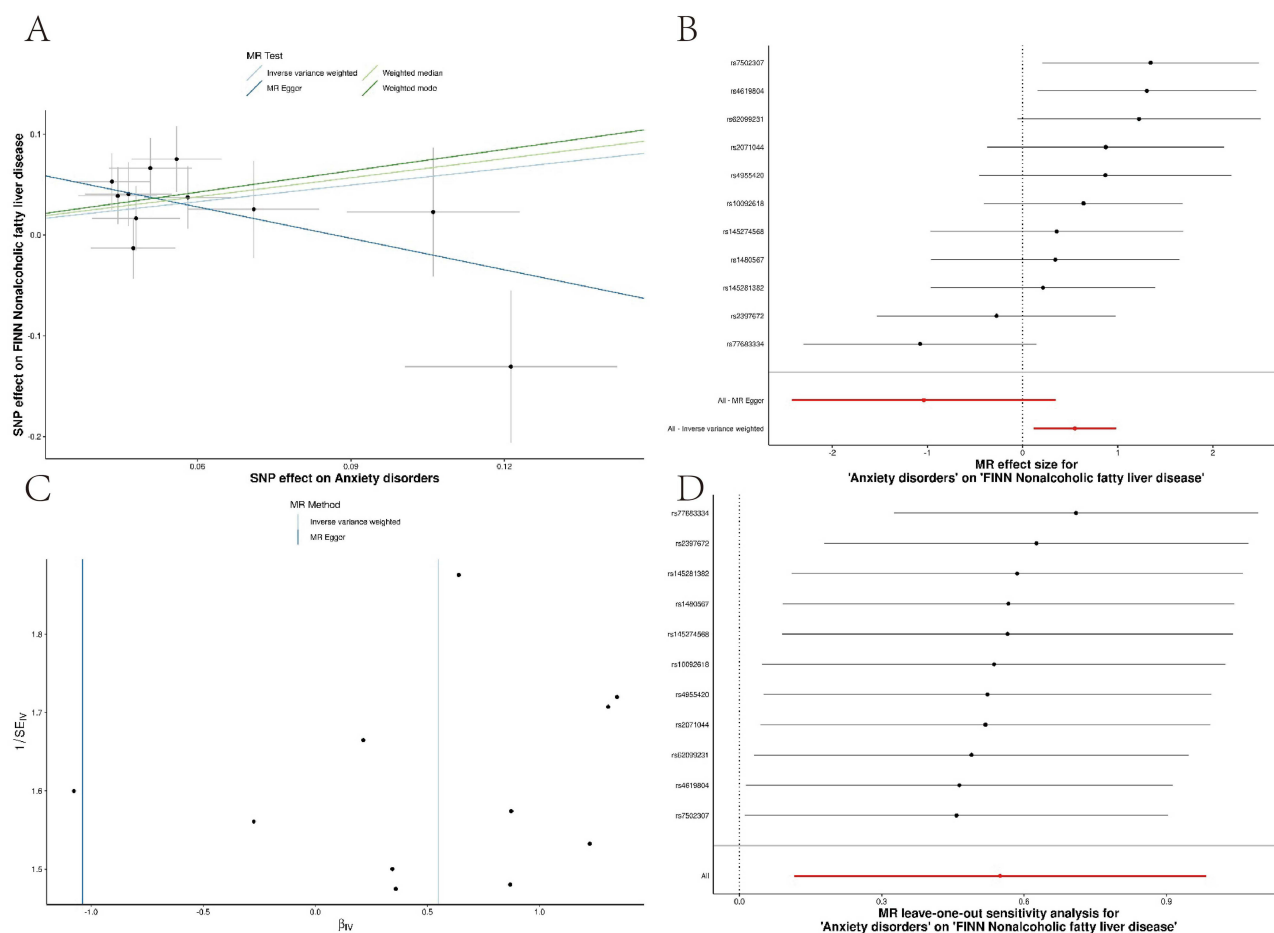 A
MR Test
Inverse variance weighted
Weighted median
MR Egger
Weighted mode
SNP effect on FINN Nonalcoholic fatty liver disease
0.1
0.0
-0.1
-0.2
0.06
0.09
0.12
SNP effect on Anxiety disorders
B
rs7502307
rs4619804
rs62099231
rs2071044
rs4955420
rs10092618
rs145274568
rs1480567
rs145281382
rs2397672
rs77683334
All - MR Egger
All - Inverse variance weighted
-2
-1
0
1
2
MR effect size for
'Anxiety disorders' on 'FINN Nonalcoholic fatty liver disease'
C
MR Method
Inverse variance weighted
MR Egger
1/SEIV
1.8
1.7
1.6
1.5
-1.0
-0.5
0.0
0.5
1.0
βIV
D
rs77683334
rs2397672
rs145281382
rs1480567
rs145274568
rs10092618
rs4955420
rs2071044
rs62099231
rs4619804
rs7502307
All
0.0
0.3
0.6
0.9
MR leave-one-out sensitivity analysis for
'Anxiety disorders' on 'FINN Nonalcoholic fatty liver disease'